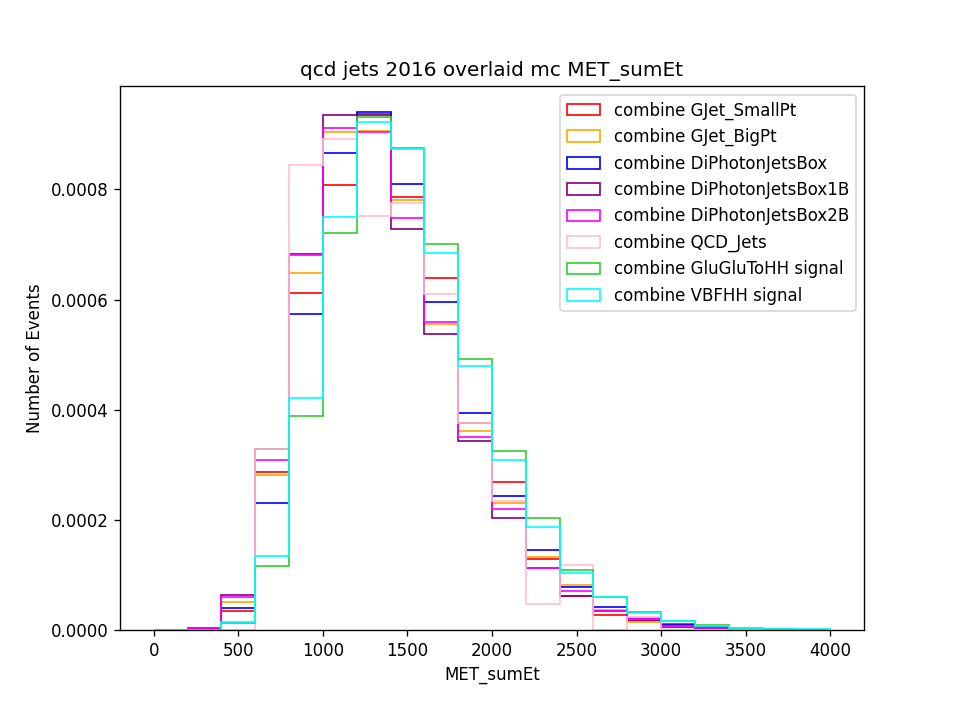 qcd jets 2016 overlaid mc MET_sumEt
combine GJet_SmallPt
combine GJet_BigPt
combine DiPhotonJetsBox
combine DiPhotonJetsBox1B
combine DiPhotonJetsBox2B
combine QCD_Jets
combine GluGluToHH signal
combine VBFHH signal
Number of Events
0.0008
0.0006
0.0004
0.0002
0.0000
0 500 1000 1500 2000 2500 3000 3500 4000
MET_sumEt